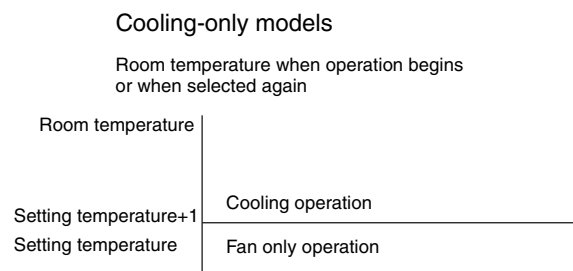 Cooling-only models
Room temperature when operation begins
or when selected again
Room temperature
Cooling operation
Setting temperature+1
Setting temperature
Fan only operation